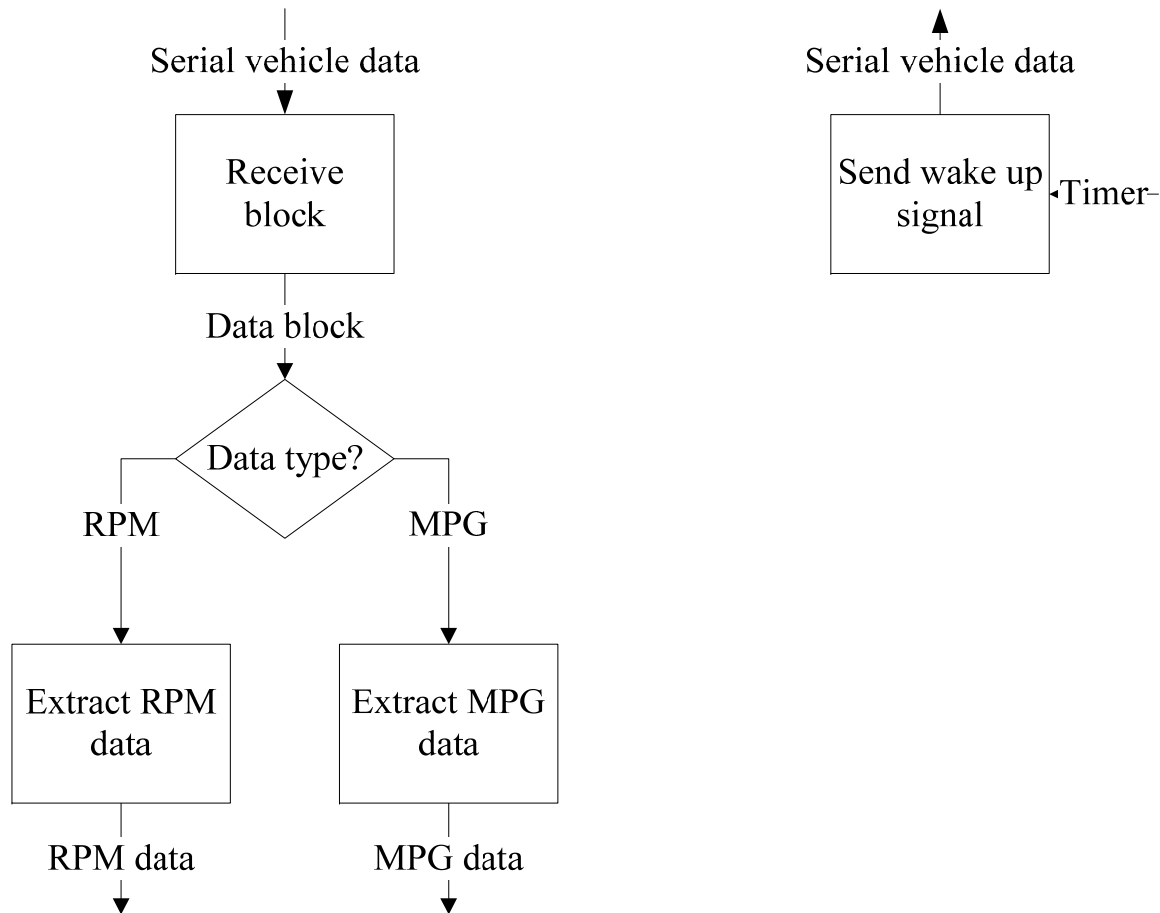 Serial vehicle data
Serial vehicle data
Receive
block
Send wake up
signal
Timer
Data block
Data type?
RPM
MPG
Extract RPM
data
Extract MPG
data
RPM data
MPG data